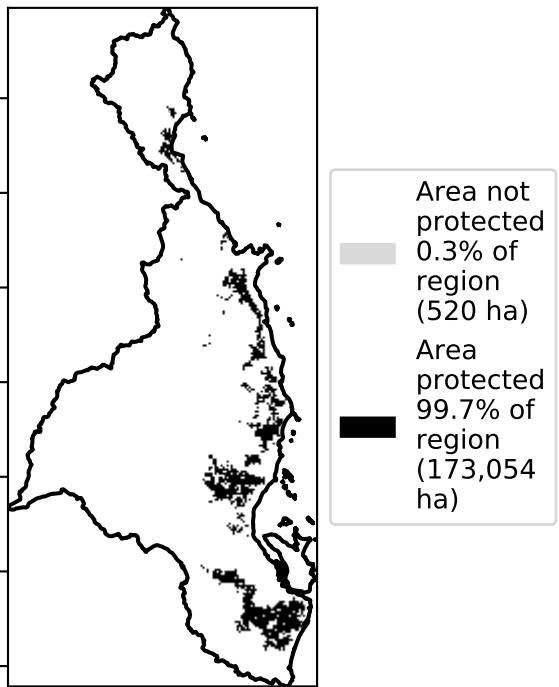 Area not
protected
0.3% of
region
(520 ha)
Area
protected
99.7% of
region
(173,054
ha)